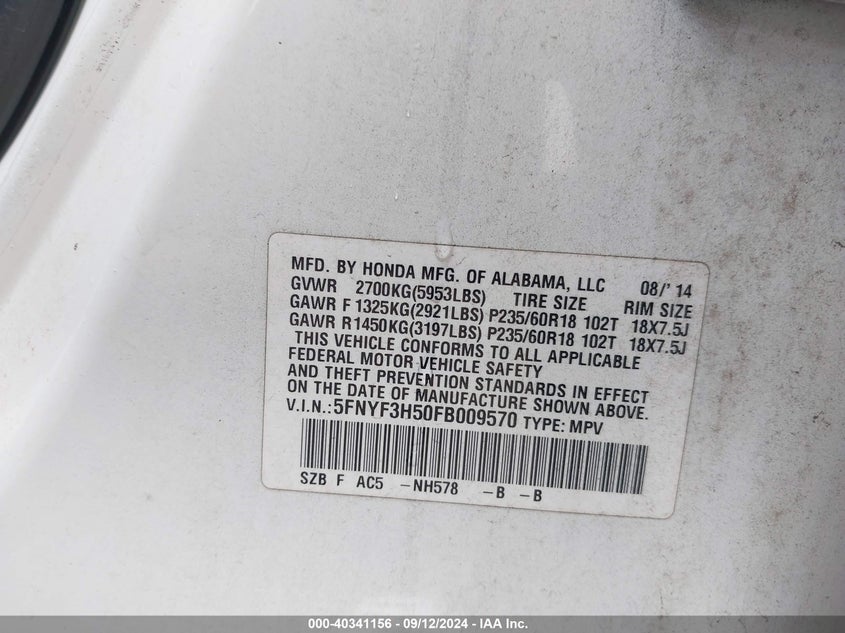 MFD. BY HONDA MFG. OF ALABAMA, LLC 08/'14
GVWR 2700KG(5953LBS) TIRE SIZE RIM SIZE
GAWR F 1325KG(2921LBS) P235/60R18 102T 18X7.5J
GAWR R1450KG(3197LBS) P235/60R18 102T 18X7.5J
THIS VEHICLE CONFORMS TO ALL APPLICABLE
FEDERAL MOTOR VEHICLE SAFETY
AND THEFT PREVENTION STANDARDS IN EFFECT
ON THE DATE OF MANUFACTURE SHOWN ABOVE.
V.I.N.:5FNYF3H50FB009570 TYPE: MPV
SZB F AC5 -NH578 -B -B
000-40341156 - 09/12/2024 - IAA Inc.